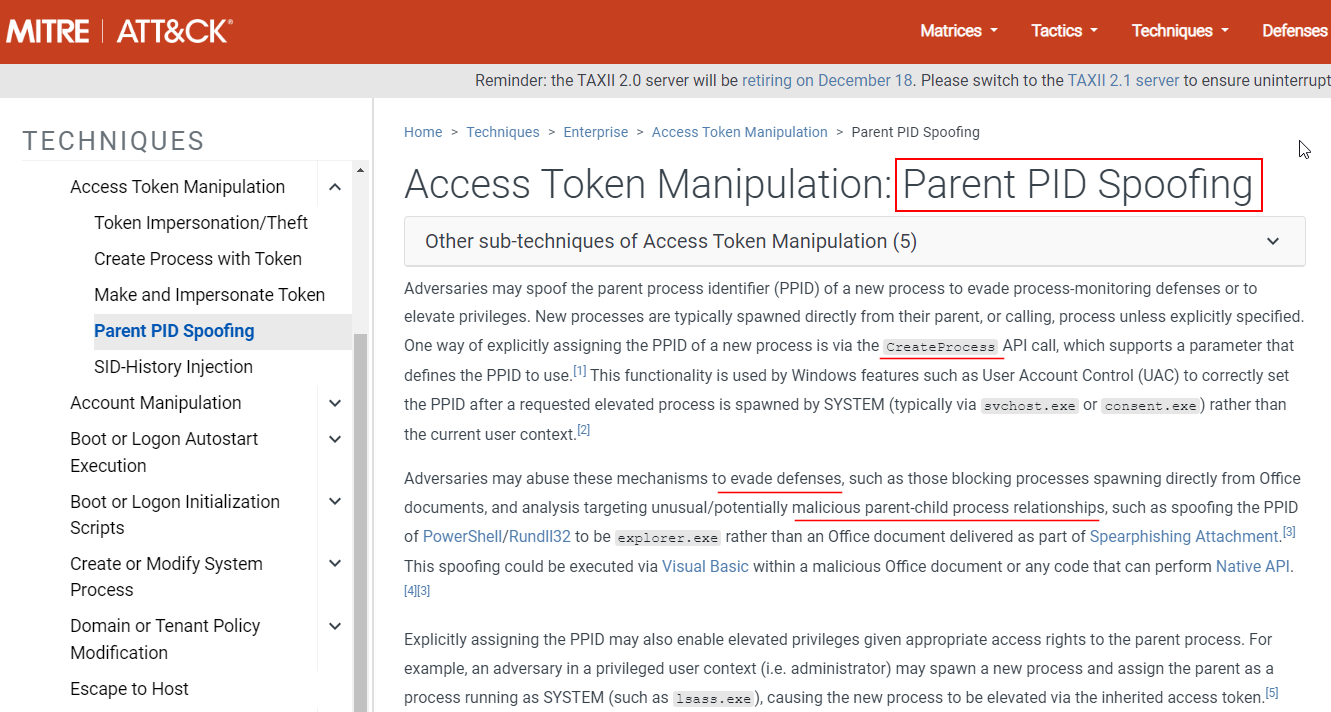 MITRE | ATT&CK®
Matrices
Tactics
Techniques
Defenses
Reminder: the TAXII 2.0 server will be retiring on December 18. Please switch to the TAXII 2.1 server to ensure uninterrupt
TECHNIQUES
Access Token Manipulation
Token Impersonation/Theft
Create Process with Token
Make and Impersonate Token
Parent PID Spoofing
SID-History Injection
Account Manipulation
Boot or Logon Autostart
Execution
Boot or Logon Initialization
Scripts
Create or Modify System
Process
Domain or Tenant Policy
Modification
Escape to Host
Home > Techniques > Enterprise > Access Token Manipulation > Parent PID Spoofing
Access Token Manipulation: Parent PID Spoofing
Other sub-techniques of Access Token Manipulation (5)
Adversaries may spoof the parent process identifier (PPID) of a new process to evade process-monitoring defenses or to
elevate privileges. New processes are typically spawned directly from their parent, or calling, process unless explicitly specified.
One way of explicitly assigning the PPID of a new process is via the CreateProcess API call, which supports a parameter that
defines the PPID to use.[1] This functionality is used by Windows features such as User Account Control (UAC) to correctly set
the PPID after a requested elevated process is spawned by SYSTEM (typically via svchost.exe or consent.exe) rather than
the current user context.[2]
Adversaries may abuse these mechanisms to evade defenses, such as those blocking processes spawning directly from Office
documents, and analysis targeting unusual/potentially malicious parent-child process relationships, such as spoofing the PPID
of PowerShell/Rundll32 to be explorer.exe rather than an Office document delivered as part of Spearphishing Attachment.[3]
This spoofing could be executed via Visual Basic within a malicious Office document or any code that can perform Native API.
[4][3]
Explicitly assigning the PPID may also enable elevated privileges given appropriate access rights to the parent process. For
example, an adversary in a privileged user context (i.e. administrator) may spawn a new process and assign the parent as a
process running as SYSTEM (such as lsass.exe), causing the new process to be elevated via the inherited access token.[5]